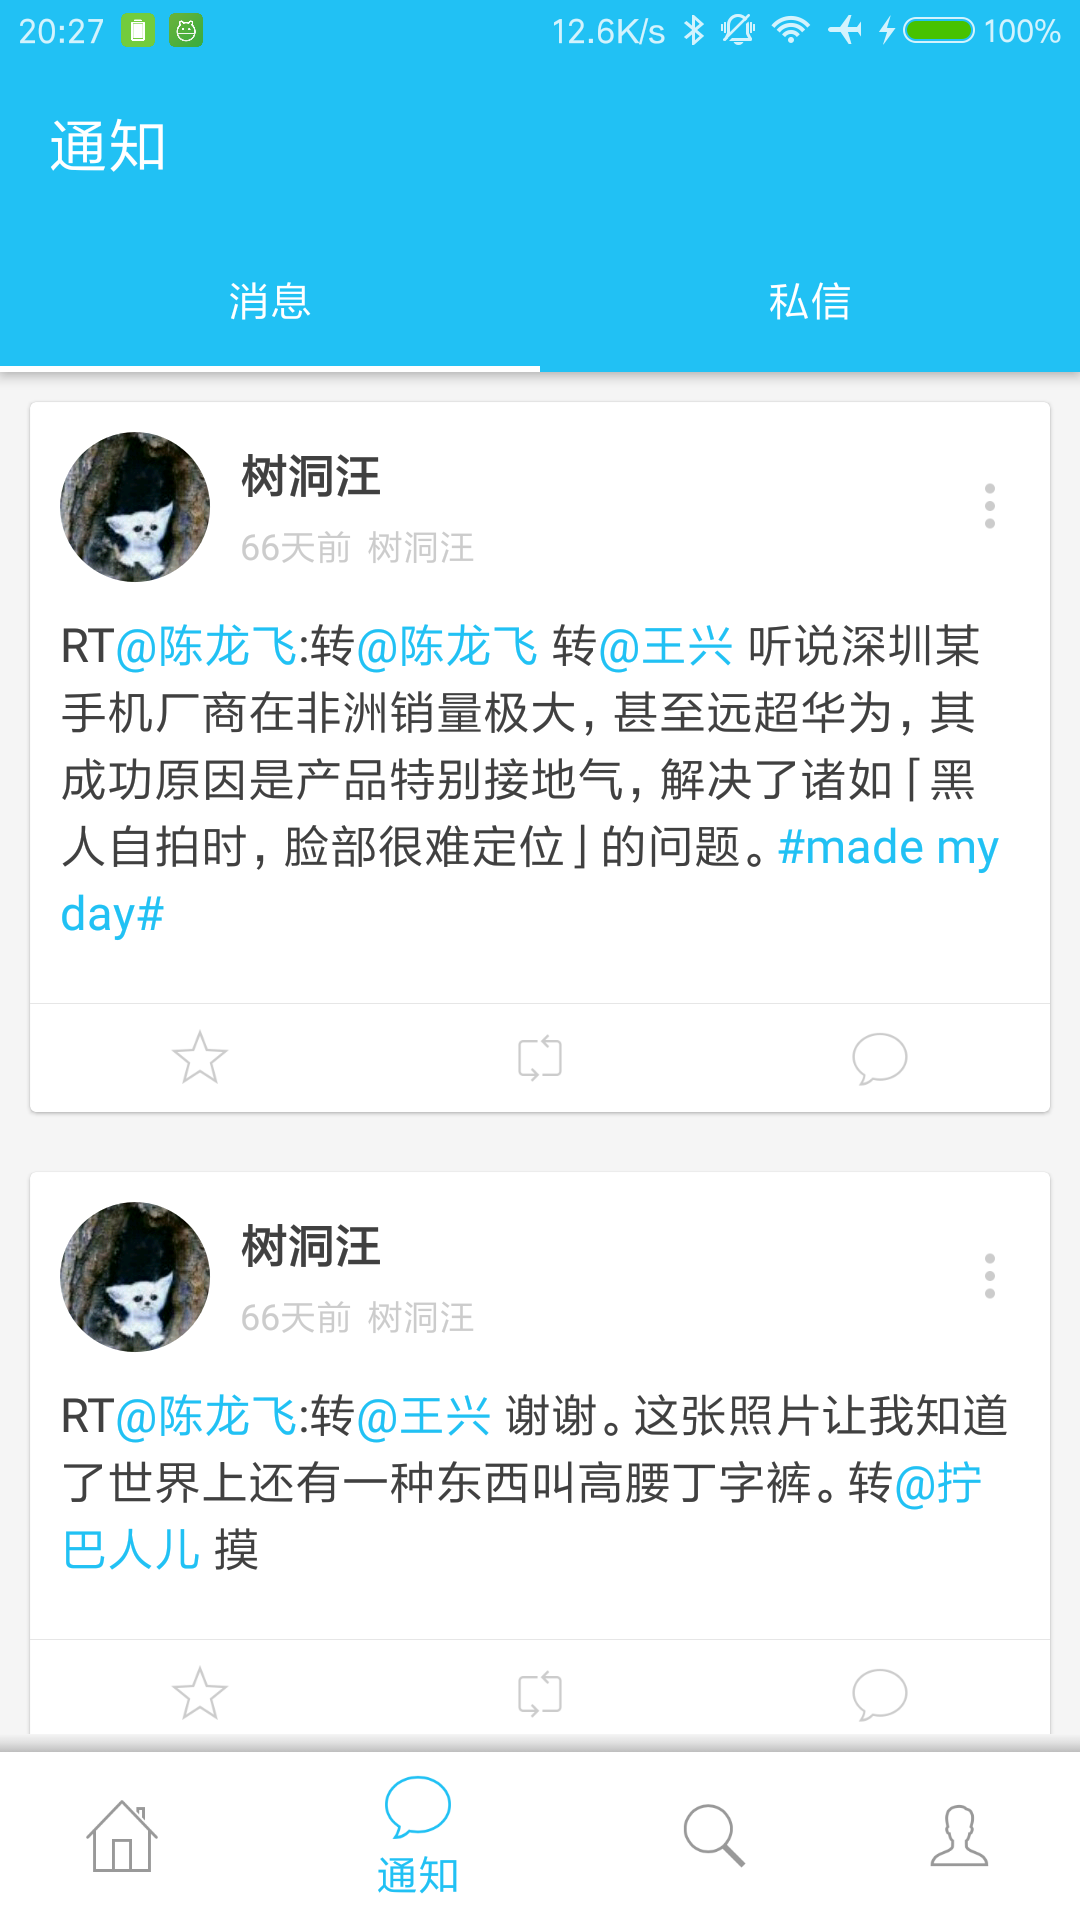 20:27 12.6K/s 100%
通知
消息 私信
树洞汪
66天前 树洞汪
RT@陈龙飞:转@陈龙飞 转@王兴 听说深圳某
手机厂商在非洲销量极大，甚至远超华为，其
成功原因是产品特别接地气，解决了诸如「黑
人自拍时，脸部很难定位」的问题。#made my
day#
树洞汪
66天前 树洞汪
RT@陈龙飞:转@王兴 谢谢。这张照片让我知道
了世界上还有一种东西叫高腰丁字裤。转@拧
巴人儿 摸
通知